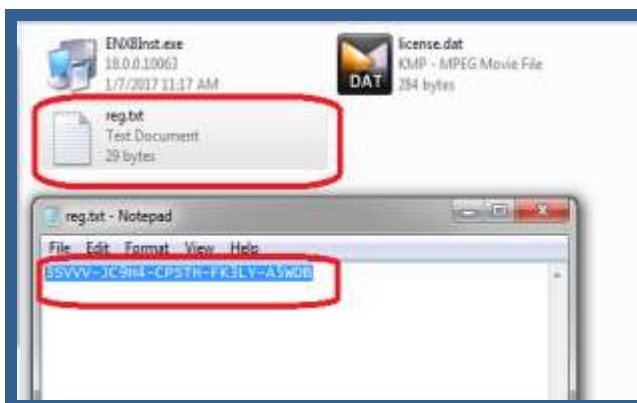 ENX8Inst.exe
18.0.0.10063
1/7/2017 11:17 AM
license.dat
KMP - MPEG Movie File
DAT
284 bytes
reg.txt
Text Document
29 bytes
reg.txt - Notepad
File Edit Format View Help